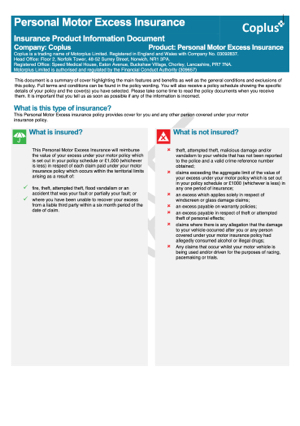 Personal Motor Excess Insurance
Insurance Product Information Document
Company: Coplus Product: Personal Motor Excess Insurance
Coplus is a trading name of Motorplus Limited. Registered in England and Wales with Company No. 03092837.
Head Office: Floor 2, Norfolk Tower, 48-52 Surrey Street, Norwich, NR1 3PA.
Registered Office: Speed Medical House, Eaton Avenue, Buckshaw Village, Chorley, Lancashire, PR7 7NA.
Motorplus Limited is authorised and regulated by the Financial Conduct Authority (309657)
Coplus
This document is a summary of cover highlighting the main features and benefits as well as the general conditions and exclusions of this
policy. Full terms and conditions can be found in the policy wording. You will also receive a policy schedule showing the specific
details of your policy and the cover(s) you have selected. Please take some time to read the policy documents when you receive
them. It is important that you tell us as soon as possible if any of the information is incorrect.
What is this type of insurance?
This Personal Motor Excess Insurance policy provides cover for you and any other person covered under your motor
insurance policy.
What is insured?
This Personal Motor Excess Insurance will reimburse
the value of your excess under your motor policy which
is set out in your policy schedule or £1,000 (whichever
is less) in respect of each claim paid under your motor
insurance policy which occurs within the territorial limits
arising as a result of:
fire, theft, attempted theft, flood vandalism or an
accident that was your fault or partly your fault; or
where you have been unable to recover your excess
from a liable third party within a six month period of the
date of claim.
What is not insured?
theft, attempted theft, malicious damage and/or
vandalism to your vehicle that has not been reported
to the police and a valid crime reference number
obtained.
claims exceeding the aggregate limit of the value of
your excess under your motor policy which is set out
in your policy schedule or £1000 (whichever is less) in
any one period of insurance;
an excess which applies solely in respect of
windscreen or glass damage claims;
an excess payable on warranty policies;
an excess payable in respect of theft or attempted
theft of personal effects;
claims where there is any allegation that the damage
to your vehicle occurred after you or any person
covered under your motor insurance policy had
allegedly consumed alcohol or illegal drugs;
Any claims that occur whilst your motor vehicle is
being used and/or driven for the purposes of racing,
pacemaking or trials.